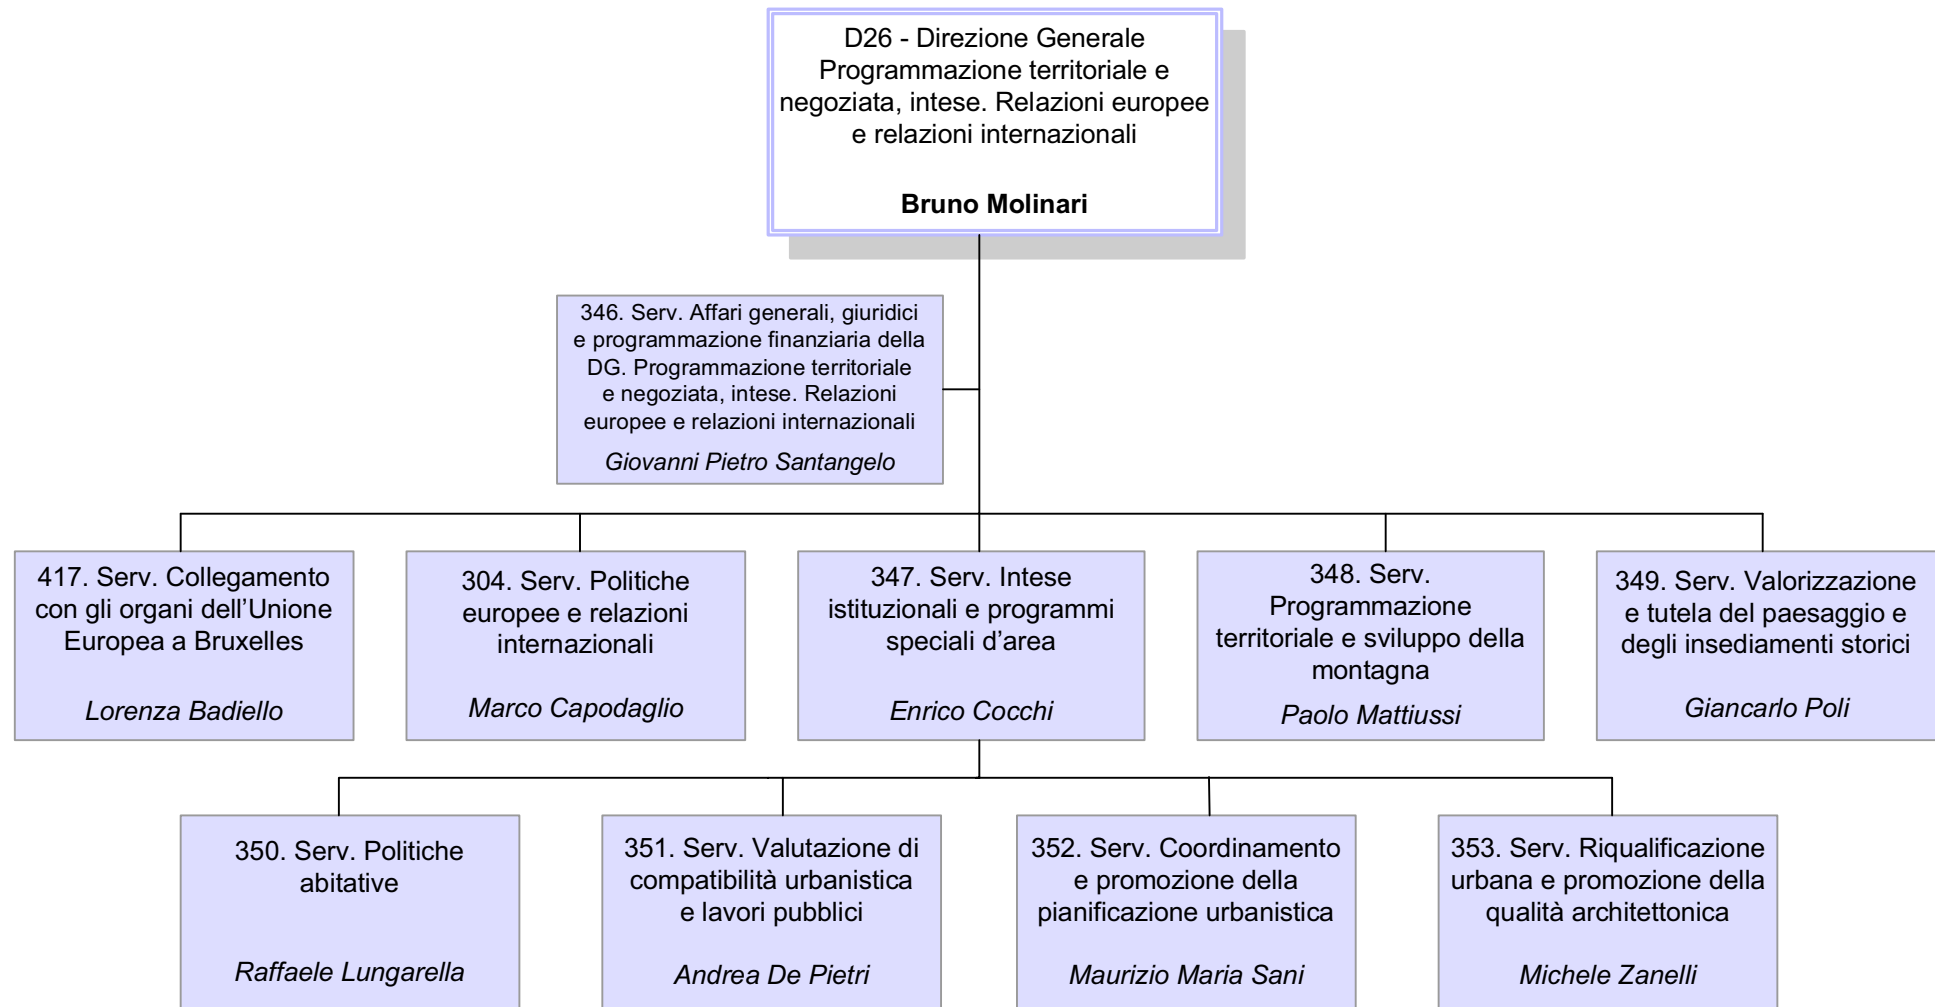 D26 - Direzione Generale
Programmazione territoriale e
negoziata, intese. Relazioni europee
e relazioni internazionali
Bruno Molinari
346. Serv. Affari generali, giuridici
e programmazione finanziaria della
DG. Programmazione territoriale
e negoziata, intese. Relazioni
europee e relazioni internazionali
Giovanni Pietro Santangelo
417. Serv. Collegamento
con gli organi dell’Unione
Europea a Bruxelles
Lorenza Badiello
304. Serv. Politiche
europee e relazioni
internazionali
Marco Capodaglio
347. Serv. Intese
istituzionali e programmi
speciali d’area
Enrico Cocchi
348. Serv.
Programmazione
territoriale e sviluppo della
montagna
Paolo Mattiussi
349. Serv. Valorizzazione
e tutela del paesaggio e
degli insediamenti storici
Giancarlo Poli
350. Serv. Politiche
abitative
Raffaele Lungarella
351. Serv. Valutazione di
compatibilità urbanistica
e lavori pubblici
Andrea De Pietri
352. Serv. Coordinamento
e promozione della
pianificazione urbanistica
Maurizio Maria Sani
353. Serv. Riqualificazione
urbana e promozione della
qualità architettonica
Michele Zanelli